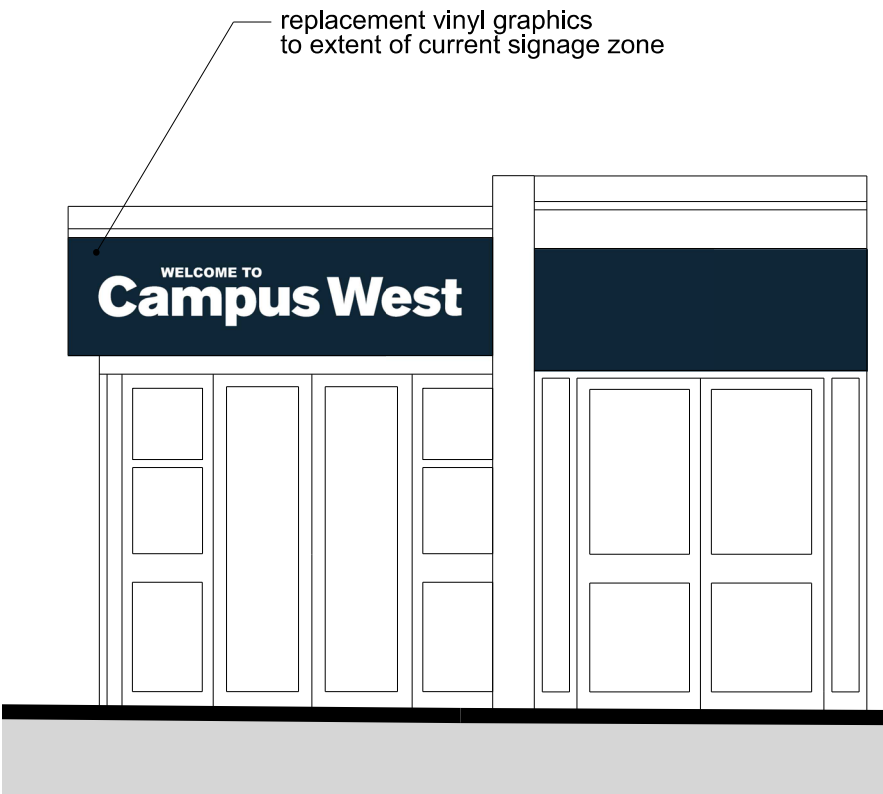 replacement vinyl graphics
to extent of current signage zone
WELCOME TO
Campus West